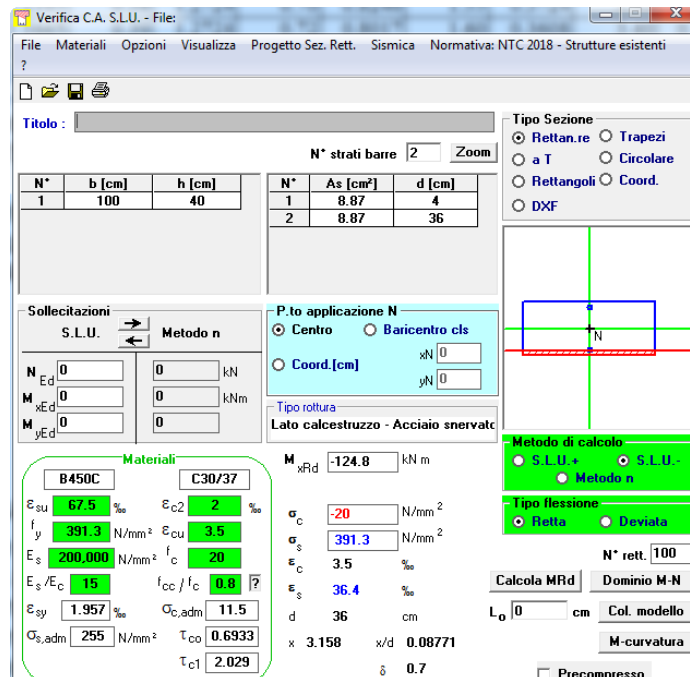 Verifica C.A. S.L.U. - File:
File Materiali Opzioni Visualizza Progetto Sez. Rett. Sismica Normativa: NTC 2018 - Strutture esistenti
?
Titolo :
N° strati barre 2 Zoom
N° b [cm] h [cm]
1 100 40
N° As [cm²] d [cm]
1 8.87 4
2 8.87 36
Tipo Sezione
Rettan.re Trapezi
a T Circolare
Rettangoli Coord.
DXF
N
Sollecitazioni
S.L.U. Metodo n
N Ed 0 0 kN
M xEd 0 0 kNm
M yEd 0 0
P.to applicazione N
Centro Baricentro cls
Coord.[cm] xN 0
yN 0
Tipo rottura
Lato calcestruzzo - Acciaio snervato
Metodo di calcolo
S.L.U.+ S.L.U.-
Metodo n
Tipo flessione
Retta Deviata
Materiali
B450C C30/37
εsu 67.5 ‰ εc2 2 ‰
fy 391.3 N/mm² εcu 3.5
Es 200,000 N/mm² fc 20
Es/Ec 15 fcc/fc 0.8 ?
εsy 1.957 ‰ σc,adm 11.5
σs,adm 255 N/mm² τco 0.6933
τc1 2.029
M xRd -124.8 kN m
σc -20 N/mm²
σs 391.3 N/mm²
εc 3.5 ‰
εs 36.4 ‰
d 36 cm
x 3.158 x/d 0.08771
δ 0.7
N° rett. 100
Calcola MRd Dominio M-N
Lo 0 cm Col. modello
M-curvatura
Precompresso